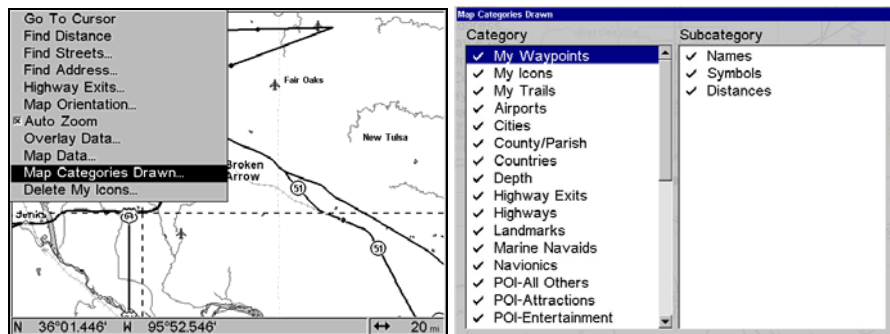 Go To Cursor
Find Distance
Find Streets...
Find Address...
Highway Exits...
Map Orientation...
Auto Zoom
Overlay Data...
Map Data...
Map Categories Drawn...
Delete My Icons...
Fair Oaks
New Tulsa
Broken
Arrow
51
51
64
Jenks
N 36°01.446' W 95°52.546' 20 mi
Map Categories Drawn
Category
My Waypoints
My Icons
My Trails
Airports
Cities
County/Parish
Countries
Depth
Highway Exits
Highways
Landmarks
Marine Navaids
Navionics
POI-All Others
POI-Attractions
POI-Entertainment
Subcategory
Names
Symbols
Distances